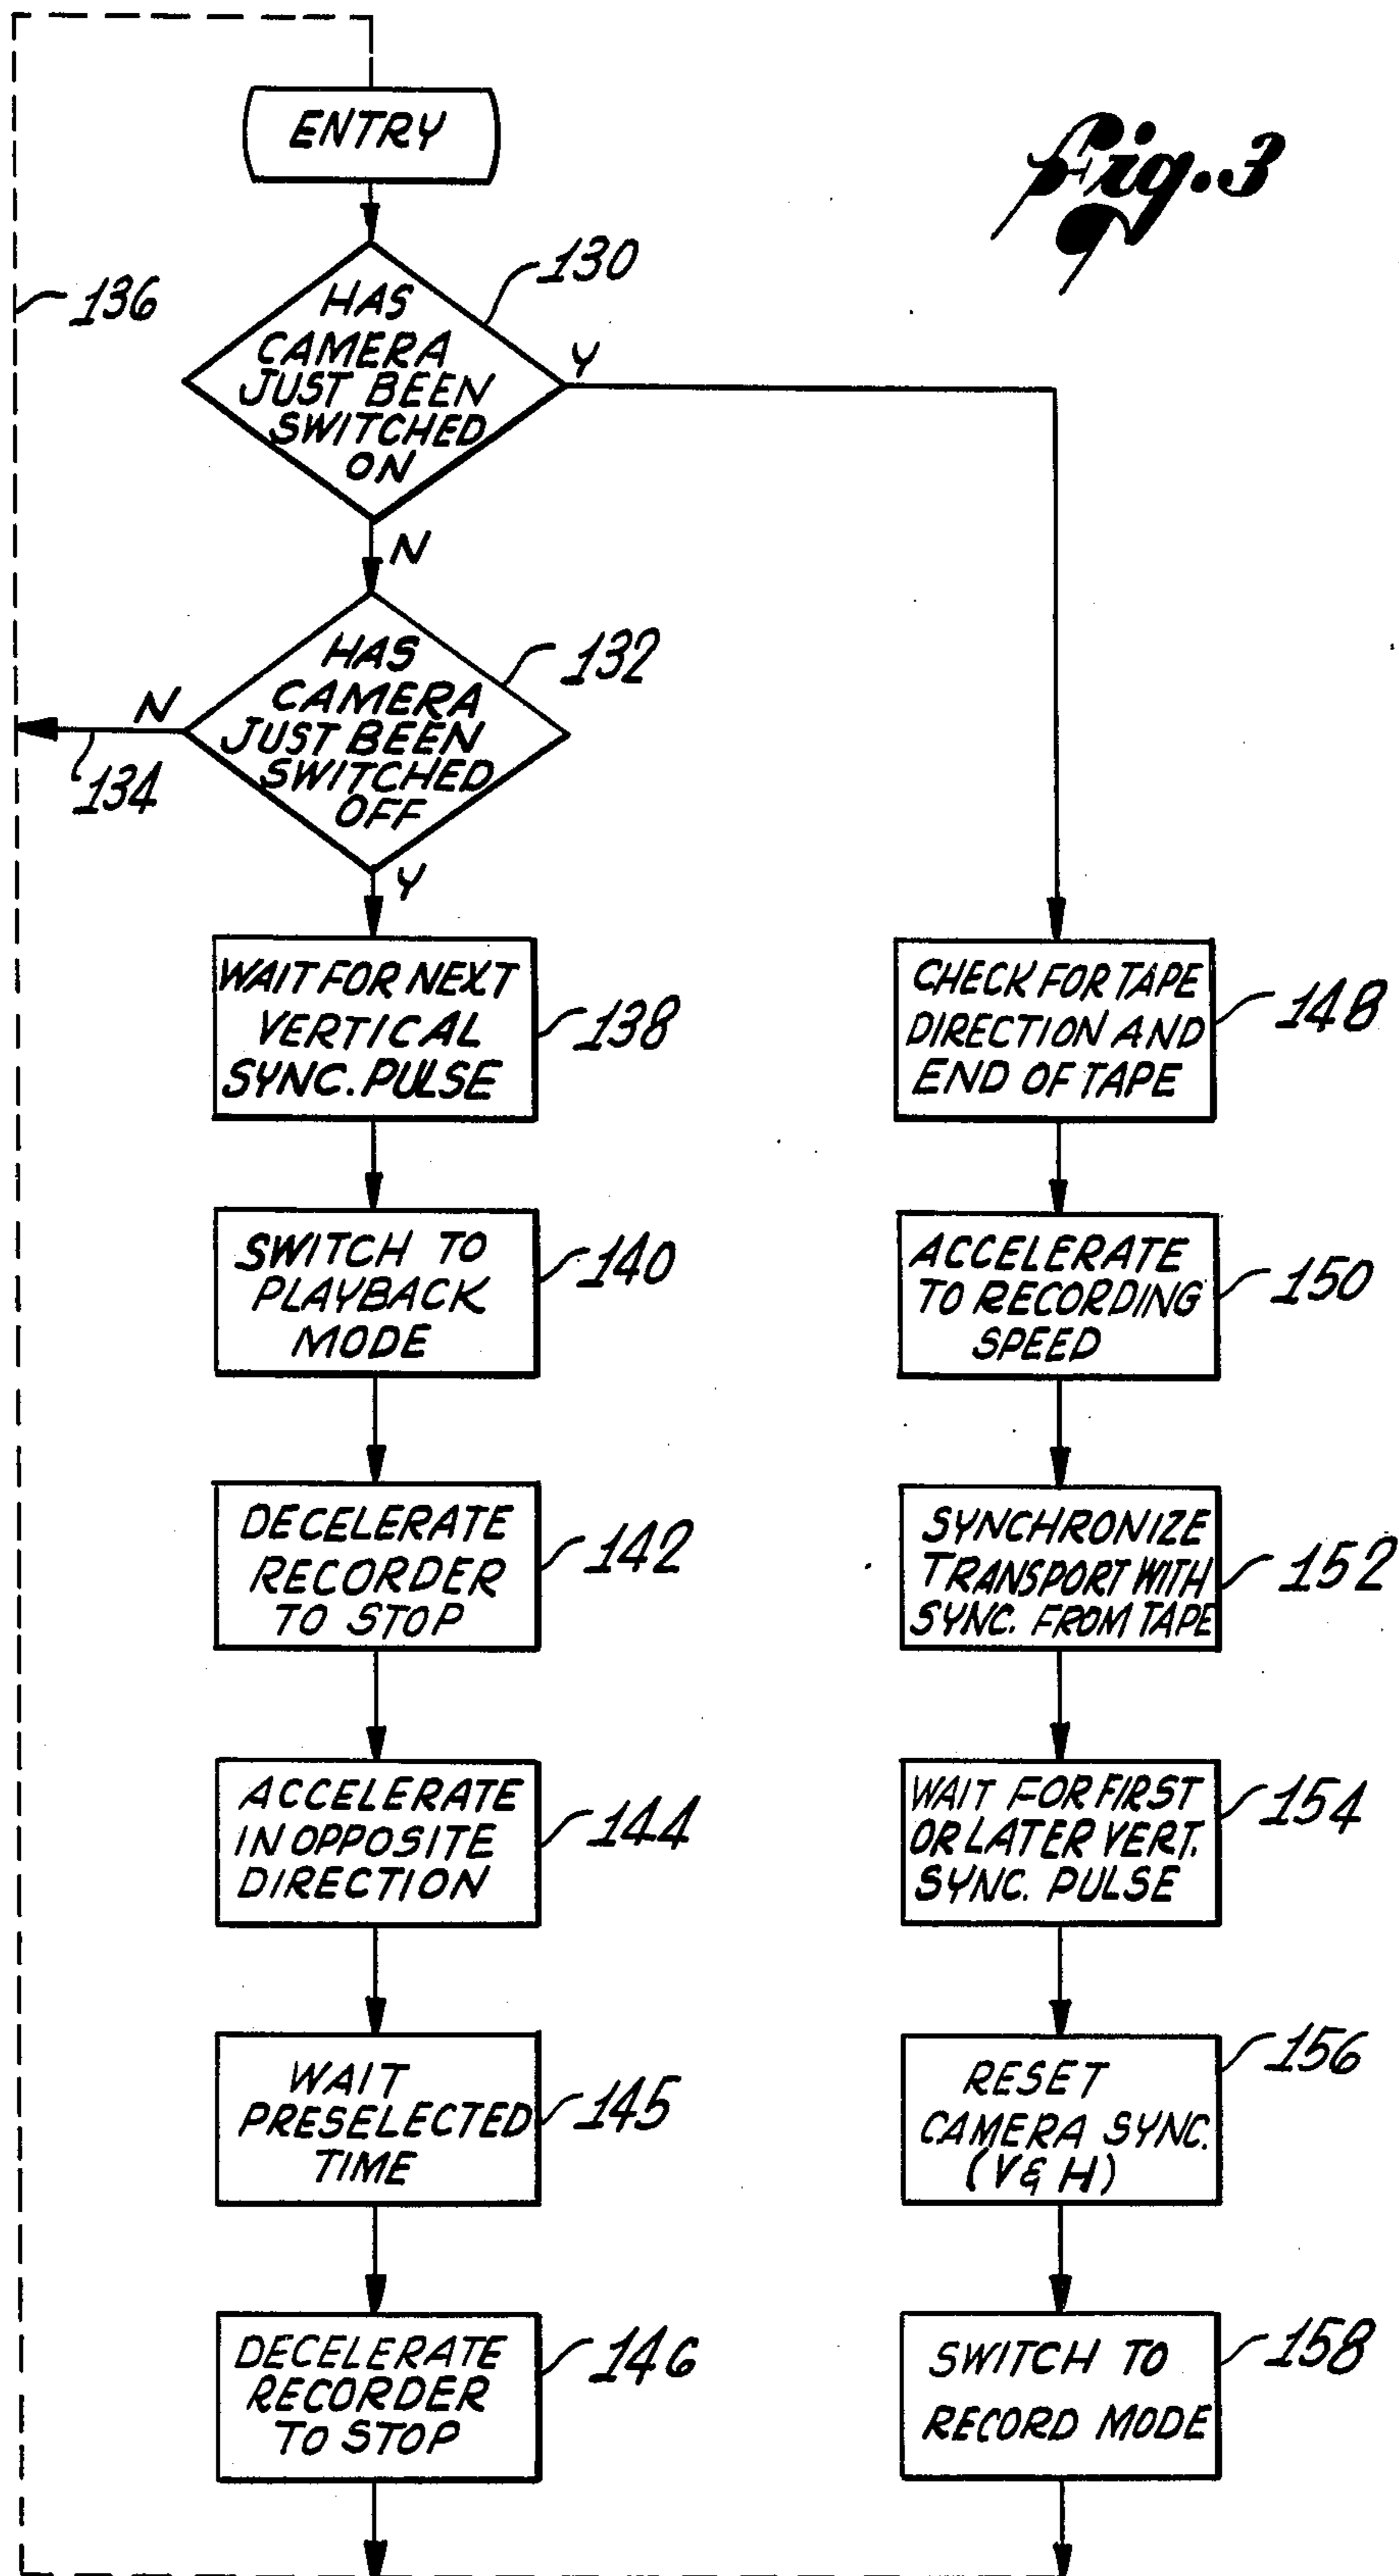 Fig. 3
ENTRY
130
HAS
CAMERA
JUST BEEN
SWITCHED
ON
Y
136
N
132
HAS
CAMERA
JUST BEEN
SWITCHED
OFF
N
134
Y
WAIT FOR NEXT
VERTICAL
SYNC. PULSE
138
SWITCH TO
PLAYBACK
MODE
140
DECELERATE
RECORDER
TO STOP
142
ACCELERATE
IN OPPOSITE
DIRECTION
144
WAIT
PRESELECTED
TIME
145
DECELERATE
RECORDER
TO STOP
146
CHECK FOR TAPE
DIRECTION AND
END OF TAPE
148
ACCELERATE
TO RECORDING
SPEED
150
SYNCHRONIZE
TRANSPORT WITH
SYNC. FROM TAPE
152
WAIT FOR FIRST
OR LATER VERT.
SYNC. PULSE
154
RESET
CAMERA SYNC.
(V & H)
156
SWITCH TO
RECORD MODE
158